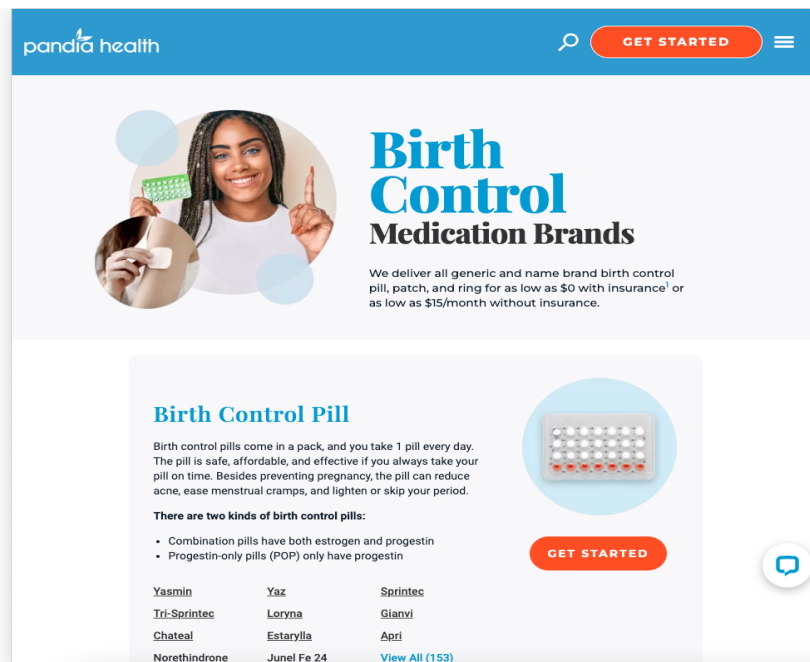 pandia health
GET STARTED
Birth
Control
Medication Brands
We deliver all generic and name brand birth control
pill, patch, and ring for as low as $0 with insurance1 or
as low as $15/month without insurance.
Birth Control Pill
Birth control pills come in a pack, and you take 1 pill every day.
The pill is safe, affordable, and effective if you always take your
pill on time. Besides preventing pregnancy, the pill can reduce
acne, ease menstrual cramps, and lighten or skip your period.
There are two kinds of birth control pills:
• Combination pills have both estrogen and progestin
• Progestin-only pills (POP) only have progestin
GET STARTED
Yasmin Yaz Sprintec
Tri-Sprintec Loryna Gianvi
Chateal Estarylla Apri
Norethindrone Junel Fe 24 View All (153)